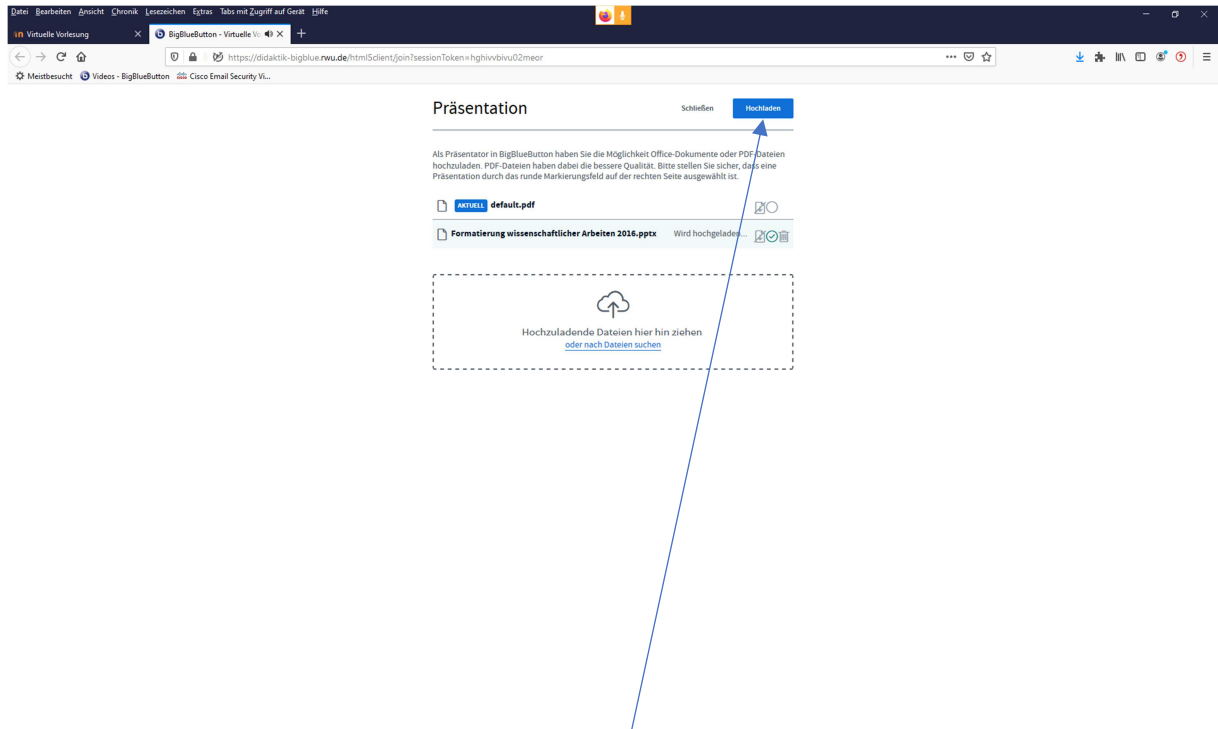 Datei Bearbeiten Ansicht Chronik Lesezeichen Extras Tabs mit Zugriff auf Gerät Hilfe
Virtuelle Vorlesung
BigBlueButton - Virtuelle Vo
https://didaktik-bigblue.rwu.de/html5client/join?sessionToken=hghivvbivu02meor
Meistbesucht Videos - BigBlueButton Cisco Email Security Vi...
Präsentation Schließen Hochladen
Als Präsentator in BigBlueButton haben Sie die Möglichkeit Office-Dokumente oder PDF-Dateien
hochzuladen. PDF-Dateien haben dabei die bessere Qualität. Bitte stellen Sie sicher, dass eine
Präsentation durch das runde Markierungsfeld auf der rechten Seite ausgewählt ist.
AKTUELL default.pdf
Formatierung wissenschaftlicher Arbeiten 2016.pptx Wird hochgeladen...
Hochzuladende Dateien hier hin ziehen
oder nach Dateien suchen